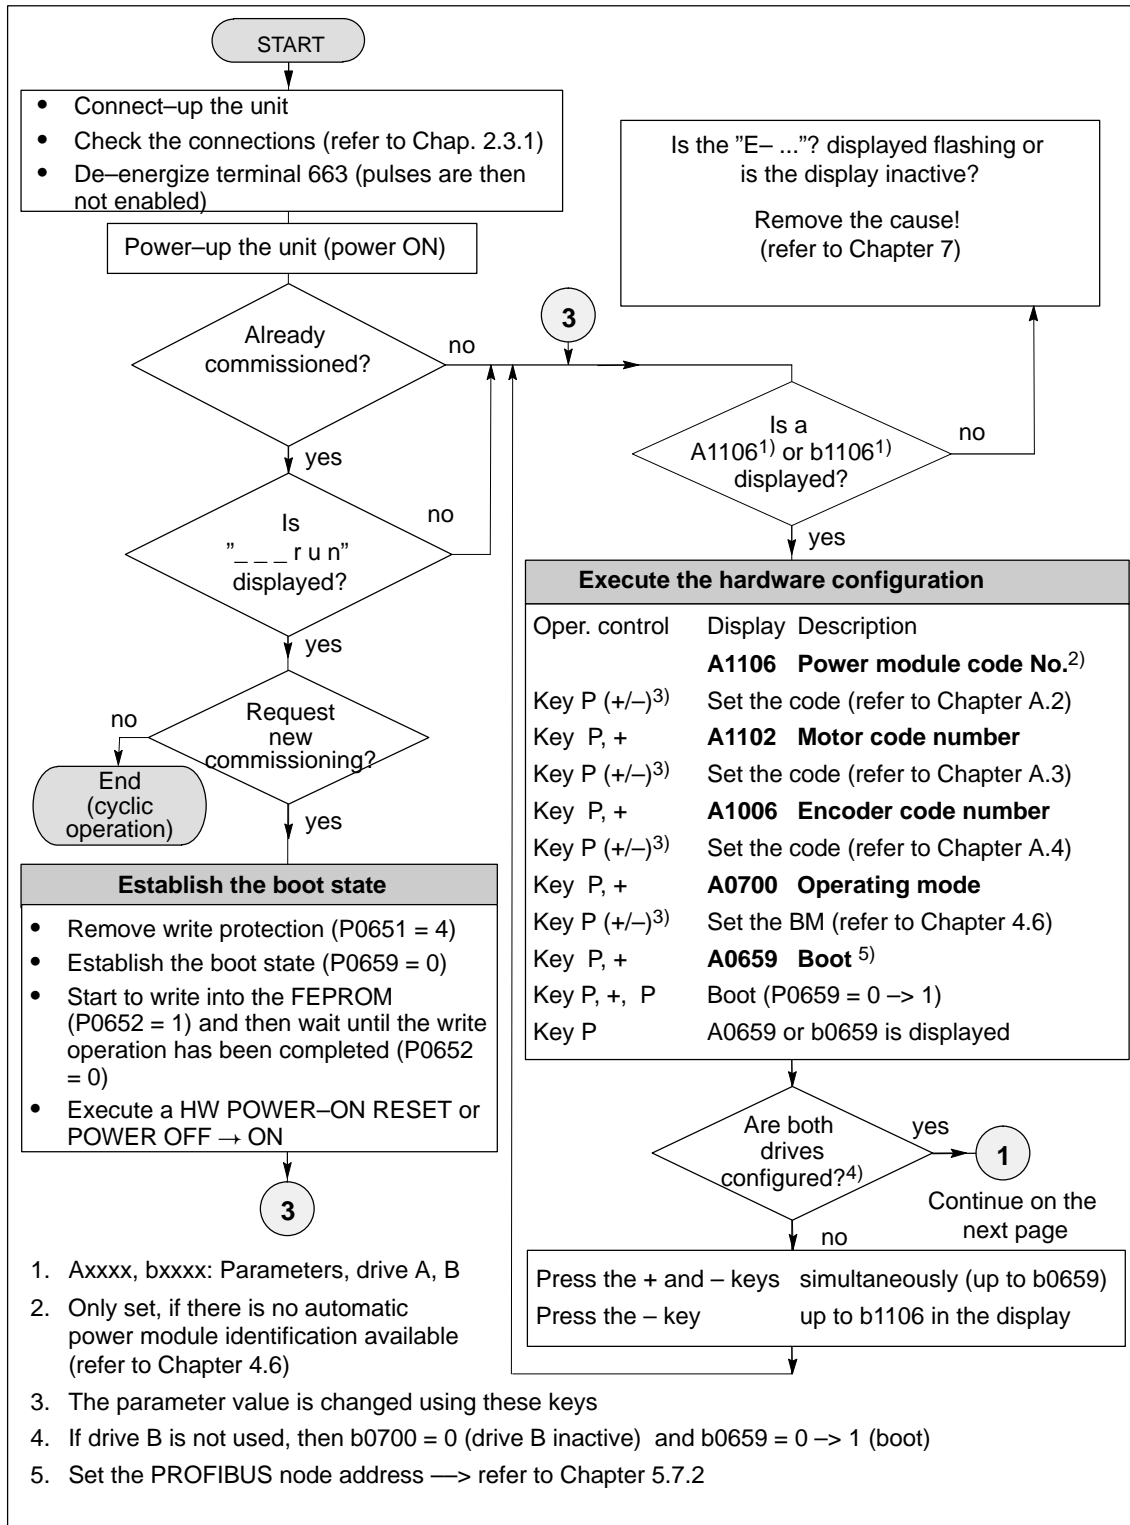 START
• Connect–up the unit
• Check the connections (refer to Chap. 2.3.1)
• De–energize terminal 663 (pulses are then
not enabled)
Power–up the unit (power ON)
Already
commissioned?
no
yes
Is
”_ _ _ r u n”
displayed?
no
yes
Request
new
commissioning?
no
End
(cyclic
operation)
yes
Establish the boot state
• Remove write protection (P0651 = 4)
• Establish the boot state (P0659 = 0)
• Start to write into the FEPROM
(P0652 = 1) and then wait until the write
operation has been completed (P0652
= 0)
• Execute a HW POWER–ON RESET or
POWER OFF → ON
3
3
Is the ”E– ...”? displayed flashing or
is the display inactive?
Remove the cause!
(refer to Chapter 7)
Is a
A11061) or b11061)
displayed?
no
yes
Execute the hardware configuration
Oper. control Display Description
A1106 Power module code No.2)
Key P (+/–)3) Set the code (refer to Chapter A.2)
Key P, + A1102 Motor code number
Key P (+/–)3) Set the code (refer to Chapter A.3)
Key P, + A1006 Encoder code number
Key P (+/–)3) Set the code (refer to Chapter A.4)
Key P, + A0700 Operating mode
Key P (+/–)3) Set the BM (refer to Chapter 4.6)
Key P, + A0659 Boot 5)
Key P, +, P Boot (P0659 = 0 –> 1)
Key P A0659 or b0659 is displayed
Are both
drives
configured?4)
yes
1
Continue on the
next page
no
Press the + and – keys simultaneously (up to b0659)
Press the – key up to b1106 in the display
1. Axxxx, bxxxx: Parameters, drive A, B
2. Only set, if there is no automatic
power module identification available
(refer to Chapter 4.6)
3. The parameter value is changed using these keys
4. If drive B is not used, then b0700 = 0 (drive B inactive) and b0659 = 0 –> 1 (boot)
5. Set the PROFIBUS node address —> refer to Chapter 5.7.2